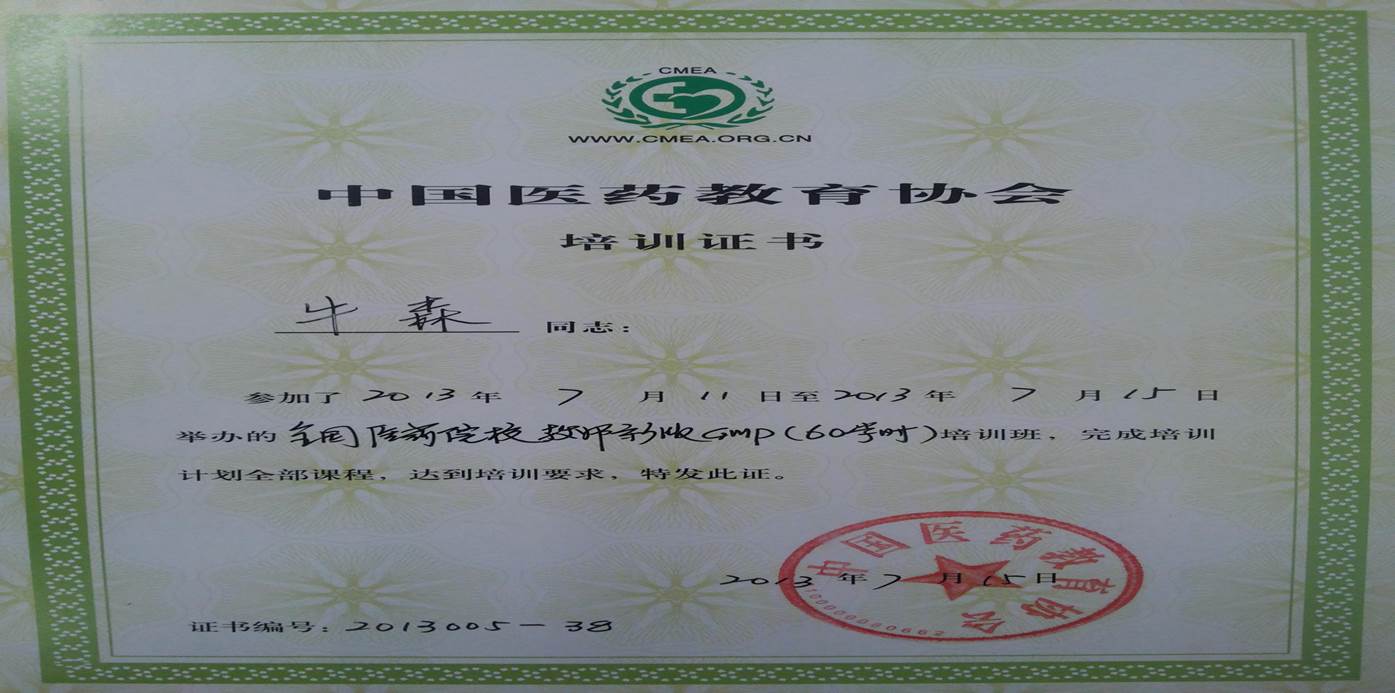 CMEA
WWW.CMEA.ORG.CN
中国医药教育协会
培训证书
牛森 同志：
参加了2013年 7 月 11 日至2013年 7 月15日
举办的 全国医药院校教师新版GMP(60学时)培训班，完成培训
计划全部课程，达到培训要求，特发此证。
中国医药教育协会
2013年7月15日
证书编号：2013005-38